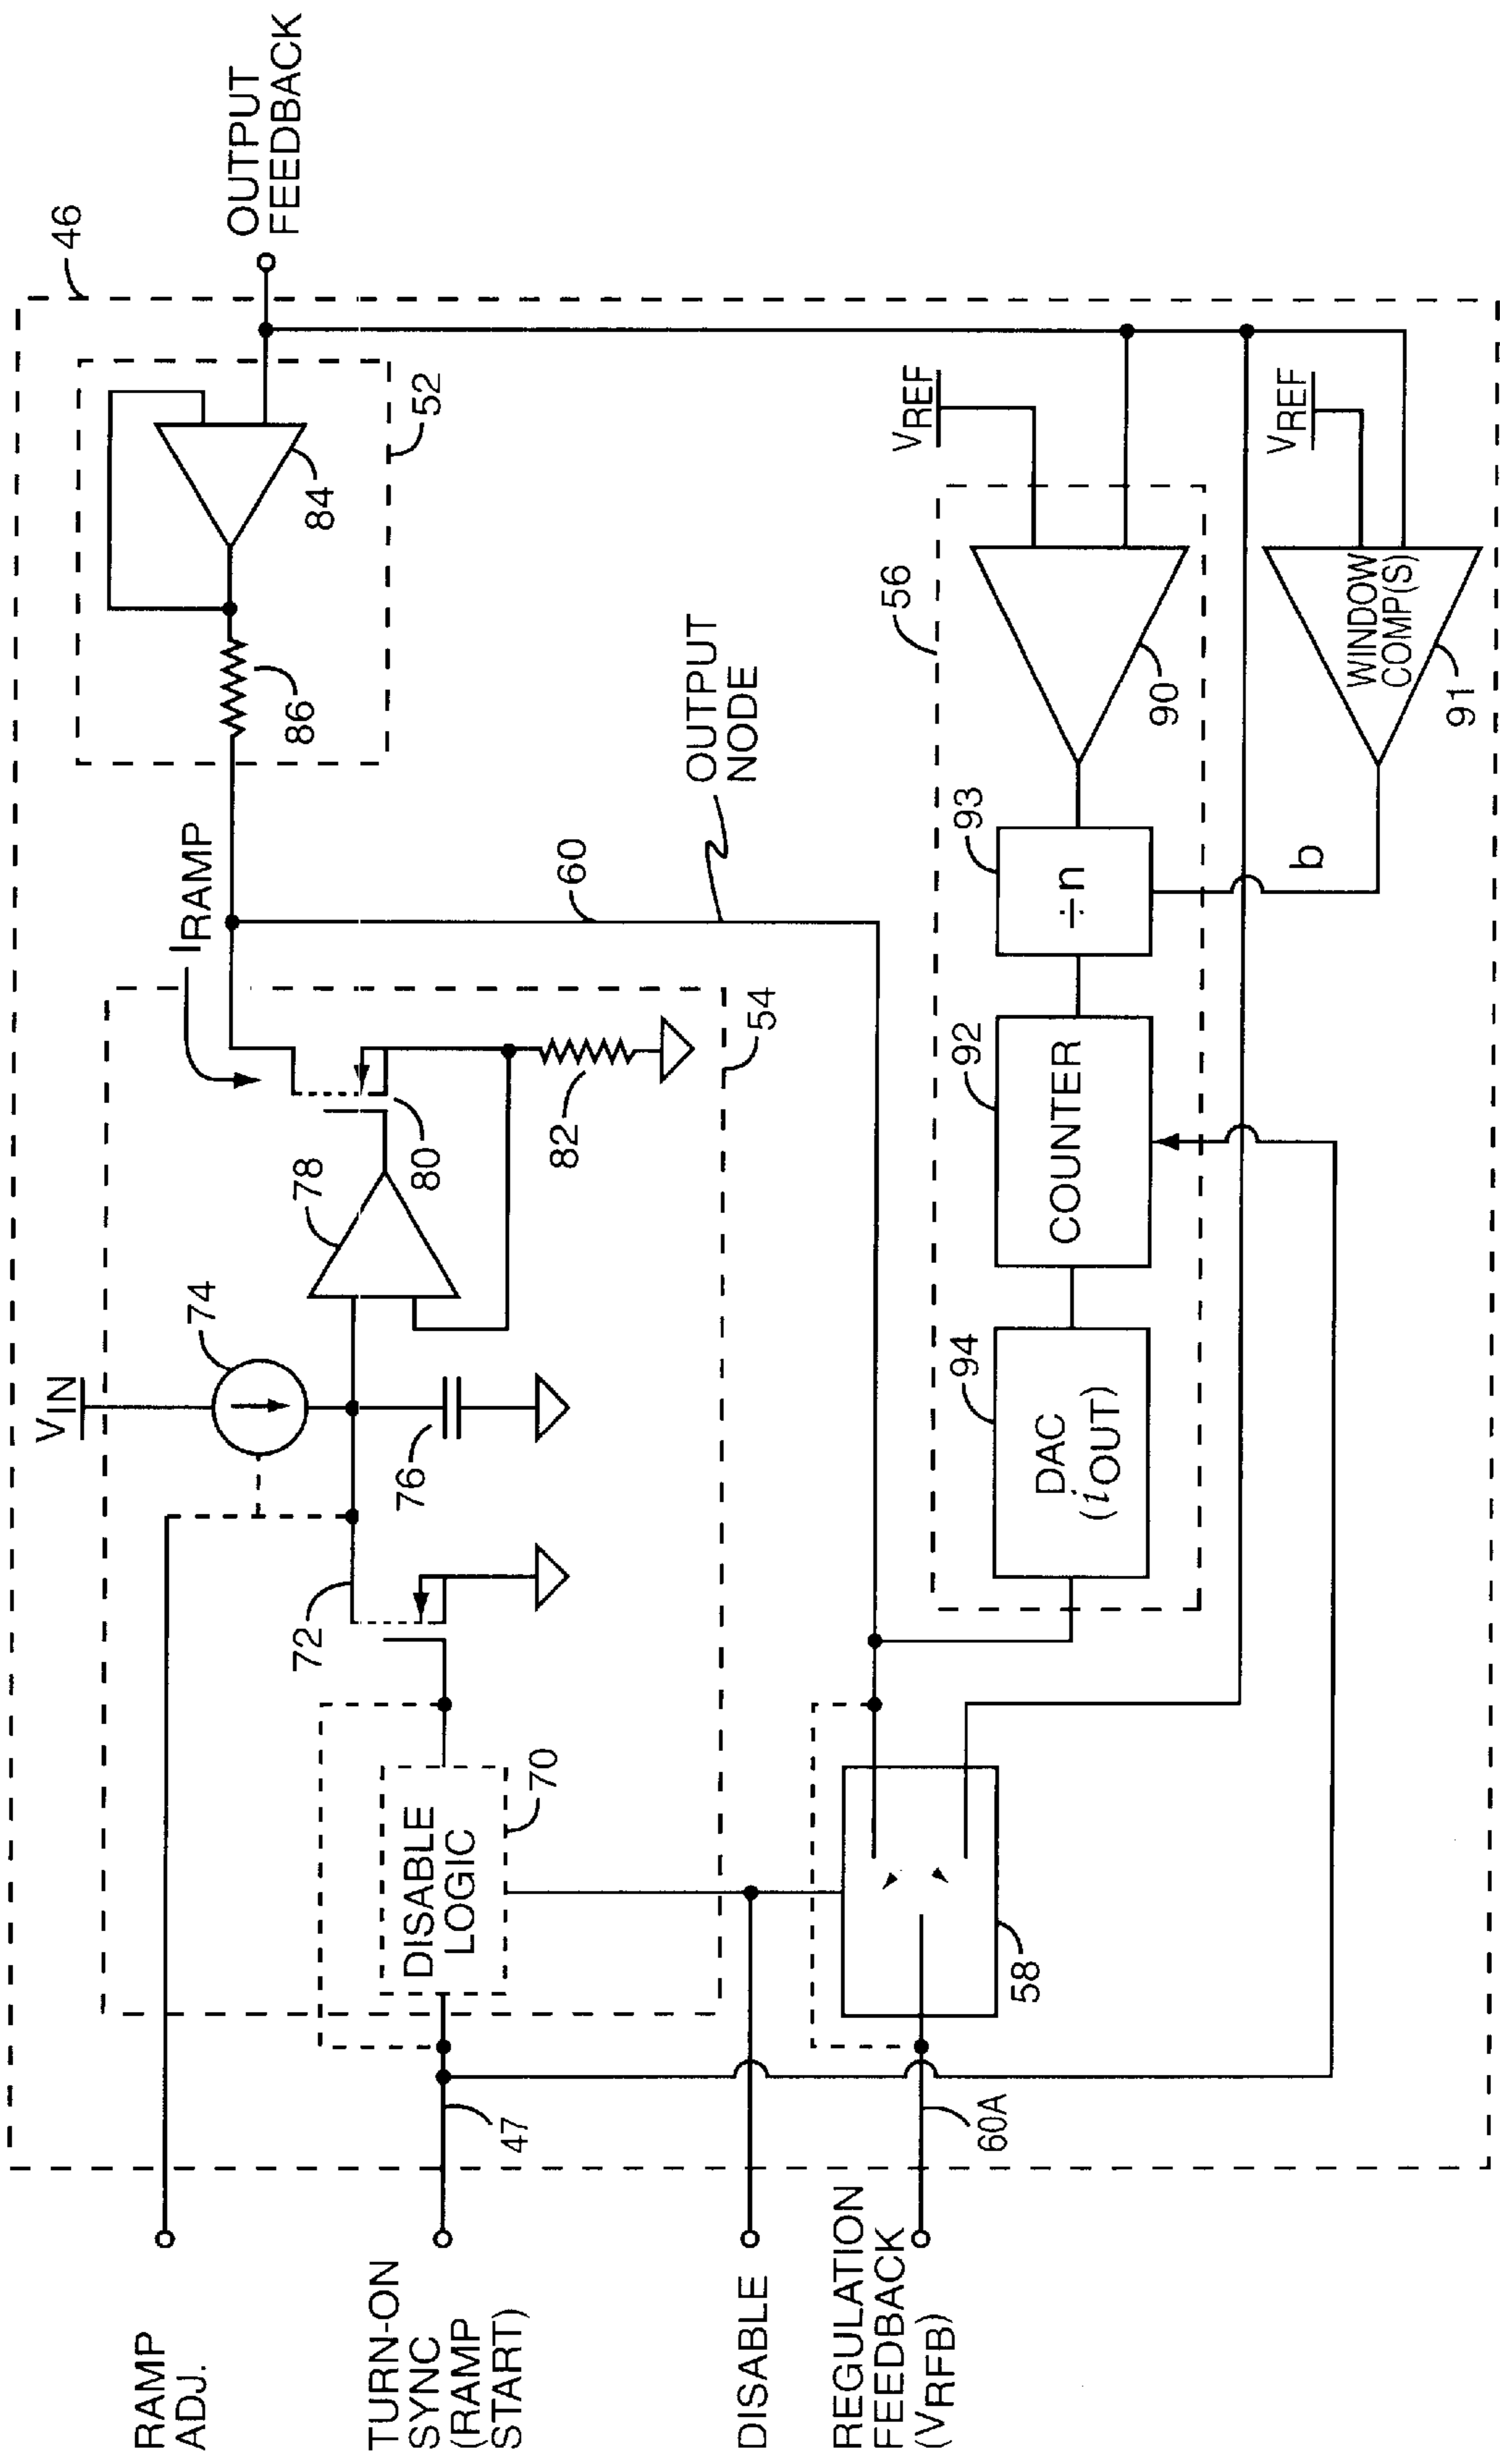 46
OUTPUT
FEEDBACK
52
84
86
IRAMP
60
OUTPUT
NODE
54
VIN
74
78
80
82
76
72
DISABLE
LOGIC
70
VREF
56
90
VREF
WINDOW
COMP(S)
91
93
÷n
b
92
COUNTER
94
DAC
(iOUT)
58
47
60A
RAMP
ADJ.
TURN-ON
SYNC
(RAMP
START)
DISABLE
REGULATION
FEEDBACK
(VRFB)